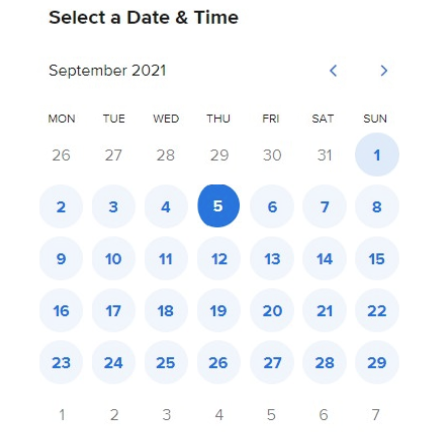 Select a Date & Time
September 2021
MON TUE WED THU FRI SAT SUN
26 27 28 29 30 31 1
2 3 4 5 6 7 8
9 10 11 12 13 14 15
16 17 18 19 20 21 22
23 24 25 26 27 28 29
1 2 3 4 5 6 7